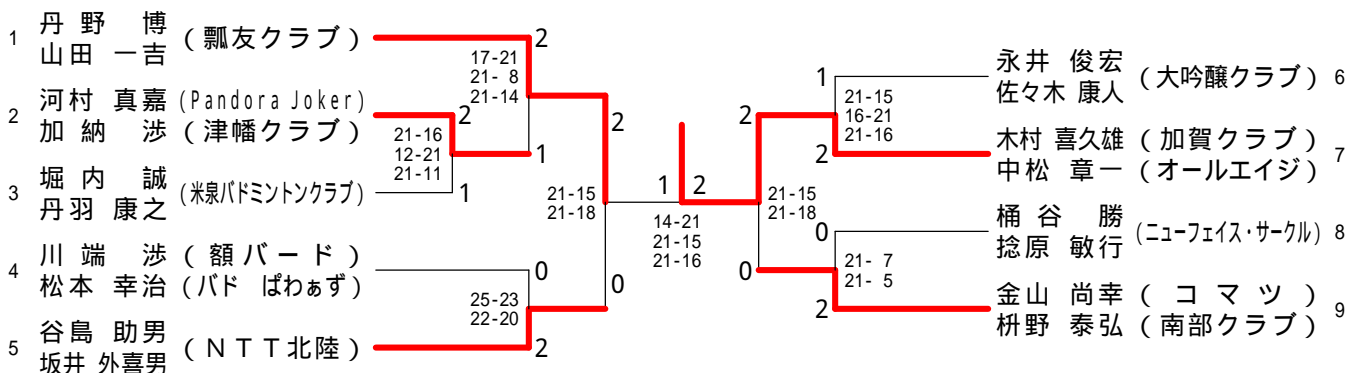 1 丹野 博 (瓢友クラブ)
山田 一吉
2 河村 真嘉 (Pandora Joker)
加納 渉 (津幡クラブ)
3 堀内 誠 (米泉バドミントンクラブ)
丹羽 康之
4 川端 渉 (額バード)
松本 幸治 (バド ぱわぁず)
5 谷島 助男 (NTT北陸)
坂井 外喜男
2
17-21
21- 8
21-14
1
2
21-16
12-21
21-11
1
0
25-23
22-20
2
2
21-15
21-18
0
1 2
14-21
21-15
21-16
2
21-15
21-18
0
1
21-15
16-21
21-16
2
0
21- 7
21- 5
2
永井 俊宏 (大吟醸クラブ) 6
佐々木 康人
木村 喜久雄 (加賀クラブ) 7
中松 章一 (オールエイジ)
桶谷 勝 (ニューフェイス・サークル) 8
捻原 敏行
金山 尚幸 (コマツ) 9
枡野 泰弘 (南部クラブ)